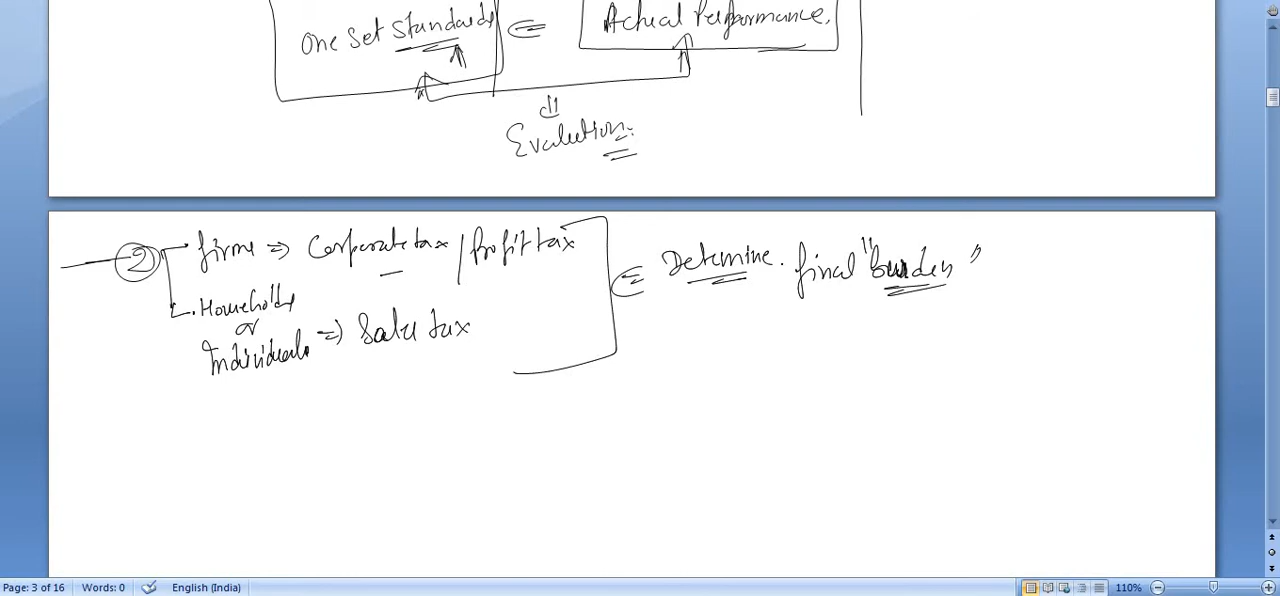 One Set Standards ⇐ Actual Performance.
Evalution.
② firms ⇒ Corporate tax / Profit tax
Determine. final "Burden"
Households
or
Individuals ⇒ Sales tax
Page: 3 of 16 Words: 0 English (India) 110%